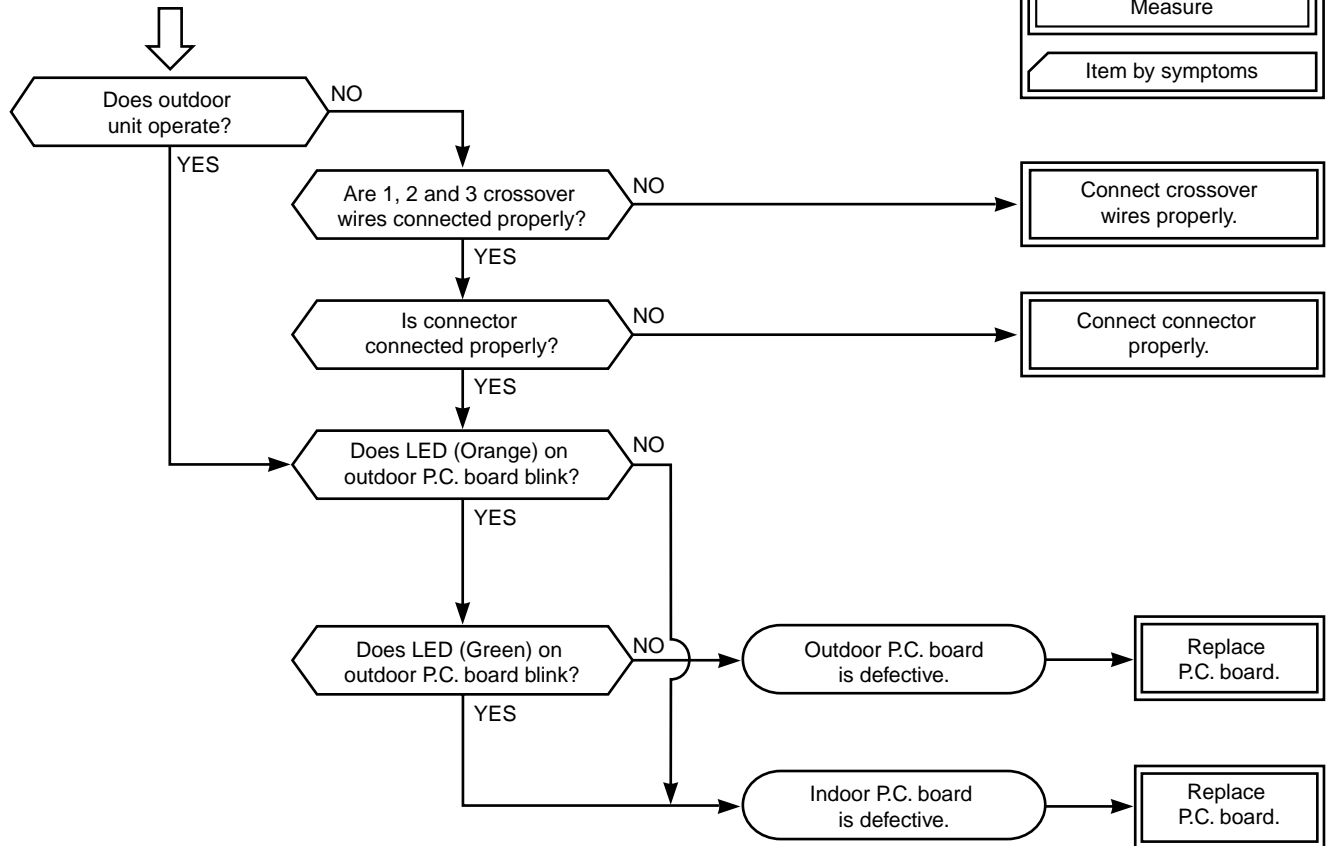 Measure
Item by symptoms
Does outdoor
unit operate?
NO
YES
Are 1, 2 and 3 crossover
wires connected properly?
NO
Connect crossover
wires properly.
YES
Is connector
connected properly?
NO
Connect connector
properly.
YES
Does LED (Orange) on
outdoor P.C. board blink?
NO
YES
Does LED (Green) on
outdoor P.C. board blink?
NO
Outdoor P.C. board
is defective.
Replace
P.C. board.
YES
Indoor P.C. board
is defective.
Replace
P.C. board.